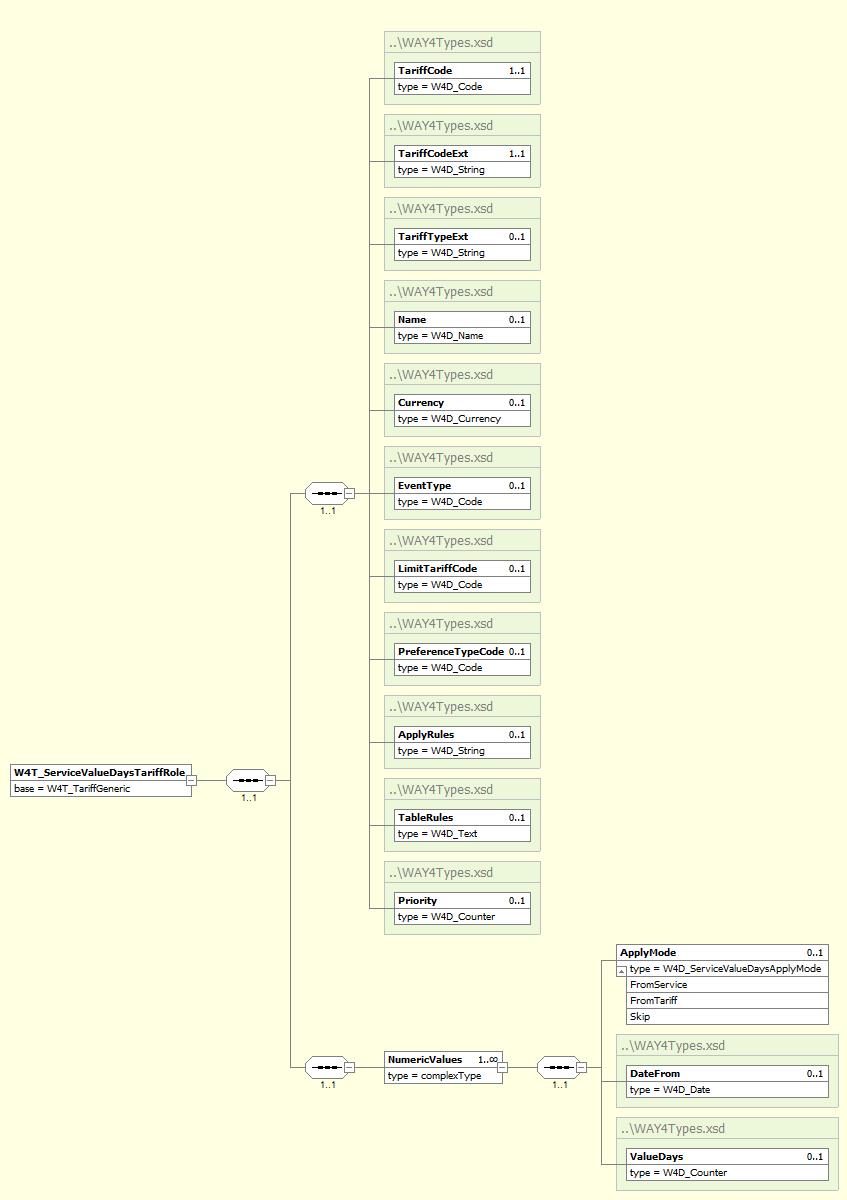 ..\WAY4Types.xsd
TariffCode 1..1
type = W4D_Code
..\WAY4Types.xsd
TariffCodeExt 1..1
type = W4D_String
..\WAY4Types.xsd
TariffTypeExt 0..1
type = W4D_String
..\WAY4Types.xsd
Name 0..1
type = W4D_Name
..\WAY4Types.xsd
Currency 0..1
type = W4D_Currency
..\WAY4Types.xsd
EventType 0..1
type = W4D_Code
1..1
..\WAY4Types.xsd
LimitTariffCode 0..1
type = W4D_Code
..\WAY4Types.xsd
PreferenceTypeCode 0..1
type = W4D_Code
..\WAY4Types.xsd
ApplyRules 0..1
type = W4D_String
W4T_ServiceValueDaysTariffRole
base = W4T_TariffGeneric
1..1
..\WAY4Types.xsd
TableRules 0..1
type = W4D_Text
..\WAY4Types.xsd
Priority 0..1
type = W4D_Counter
ApplyMode 0..1
type = W4D_ServiceValueDaysApplyMode
FromService
FromTariff
Skip
1..1
NumericValues 1..∞
type = complexType
1..1
..\WAY4Types.xsd
DateFrom 0..1
type = W4D_Date
..\WAY4Types.xsd
ValueDays 0..1
type = W4D_Counter